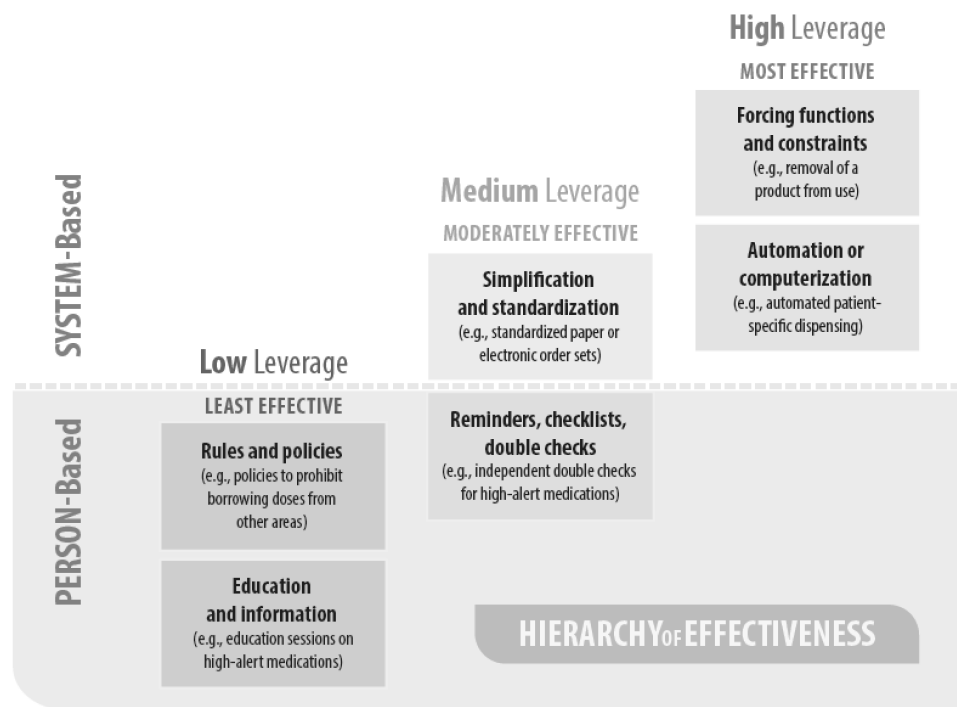 High Leverage
MOST EFFECTIVE
Forcing functions
and constraints
(e.g., removal of a
product from use)
Automation or
computerization
(e.g., automated patient-
specific dispensing)
Medium Leverage
MODERATELY EFFECTIVE
Simplification
and standardization
(e.g., standardized paper or
electronic order sets)
Reminders, checklists,
double checks
(e.g., independent double checks
for high-alert medications)
Low Leverage
LEAST EFFECTIVE
Rules and policies
(e.g., policies to prohibit
borrowing doses from
other areas)
Education
and information
(e.g., education sessions on
high-alert medications)
SYSTEM-Based
PERSON-Based
HIERARCHY OF EFFECTIVENESS